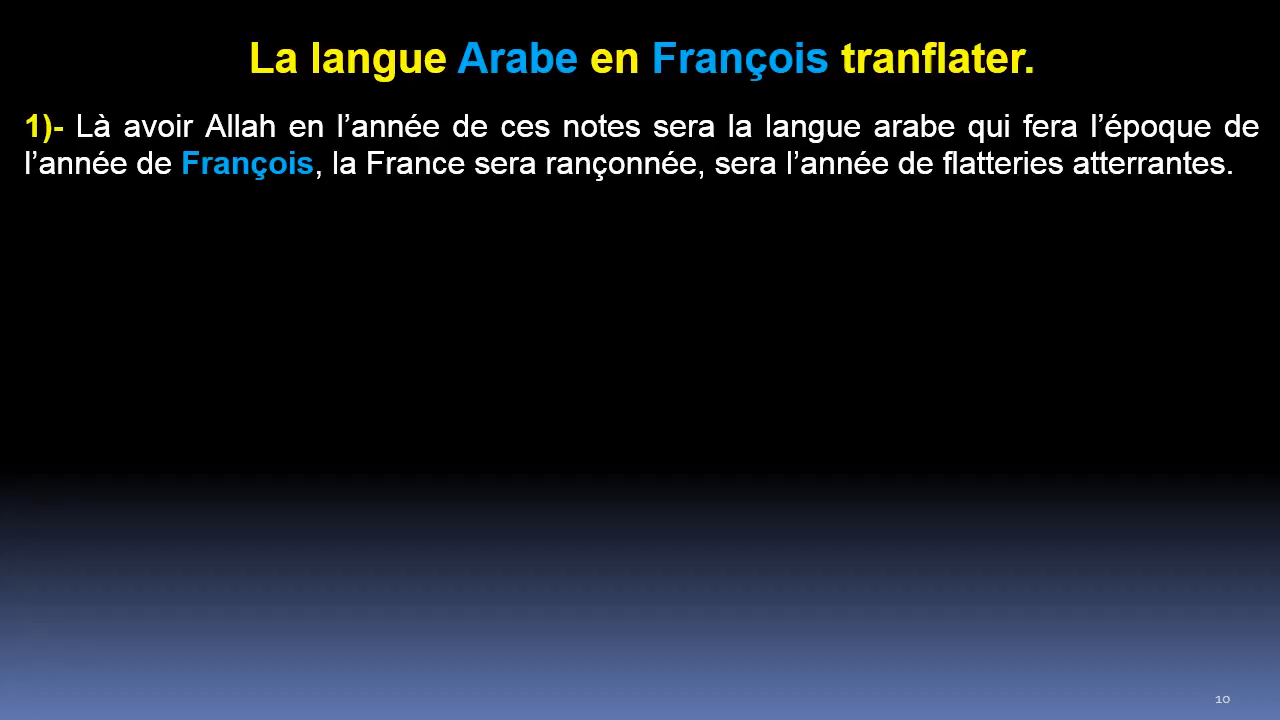 La langue Arabe en François tranflater.
1)- Là avoir Allah en l’année de ces notes sera la langue arabe qui fera l’époque de
l’année de François, la France sera rançonnée, sera l’année de flatteries atterrantes.
10